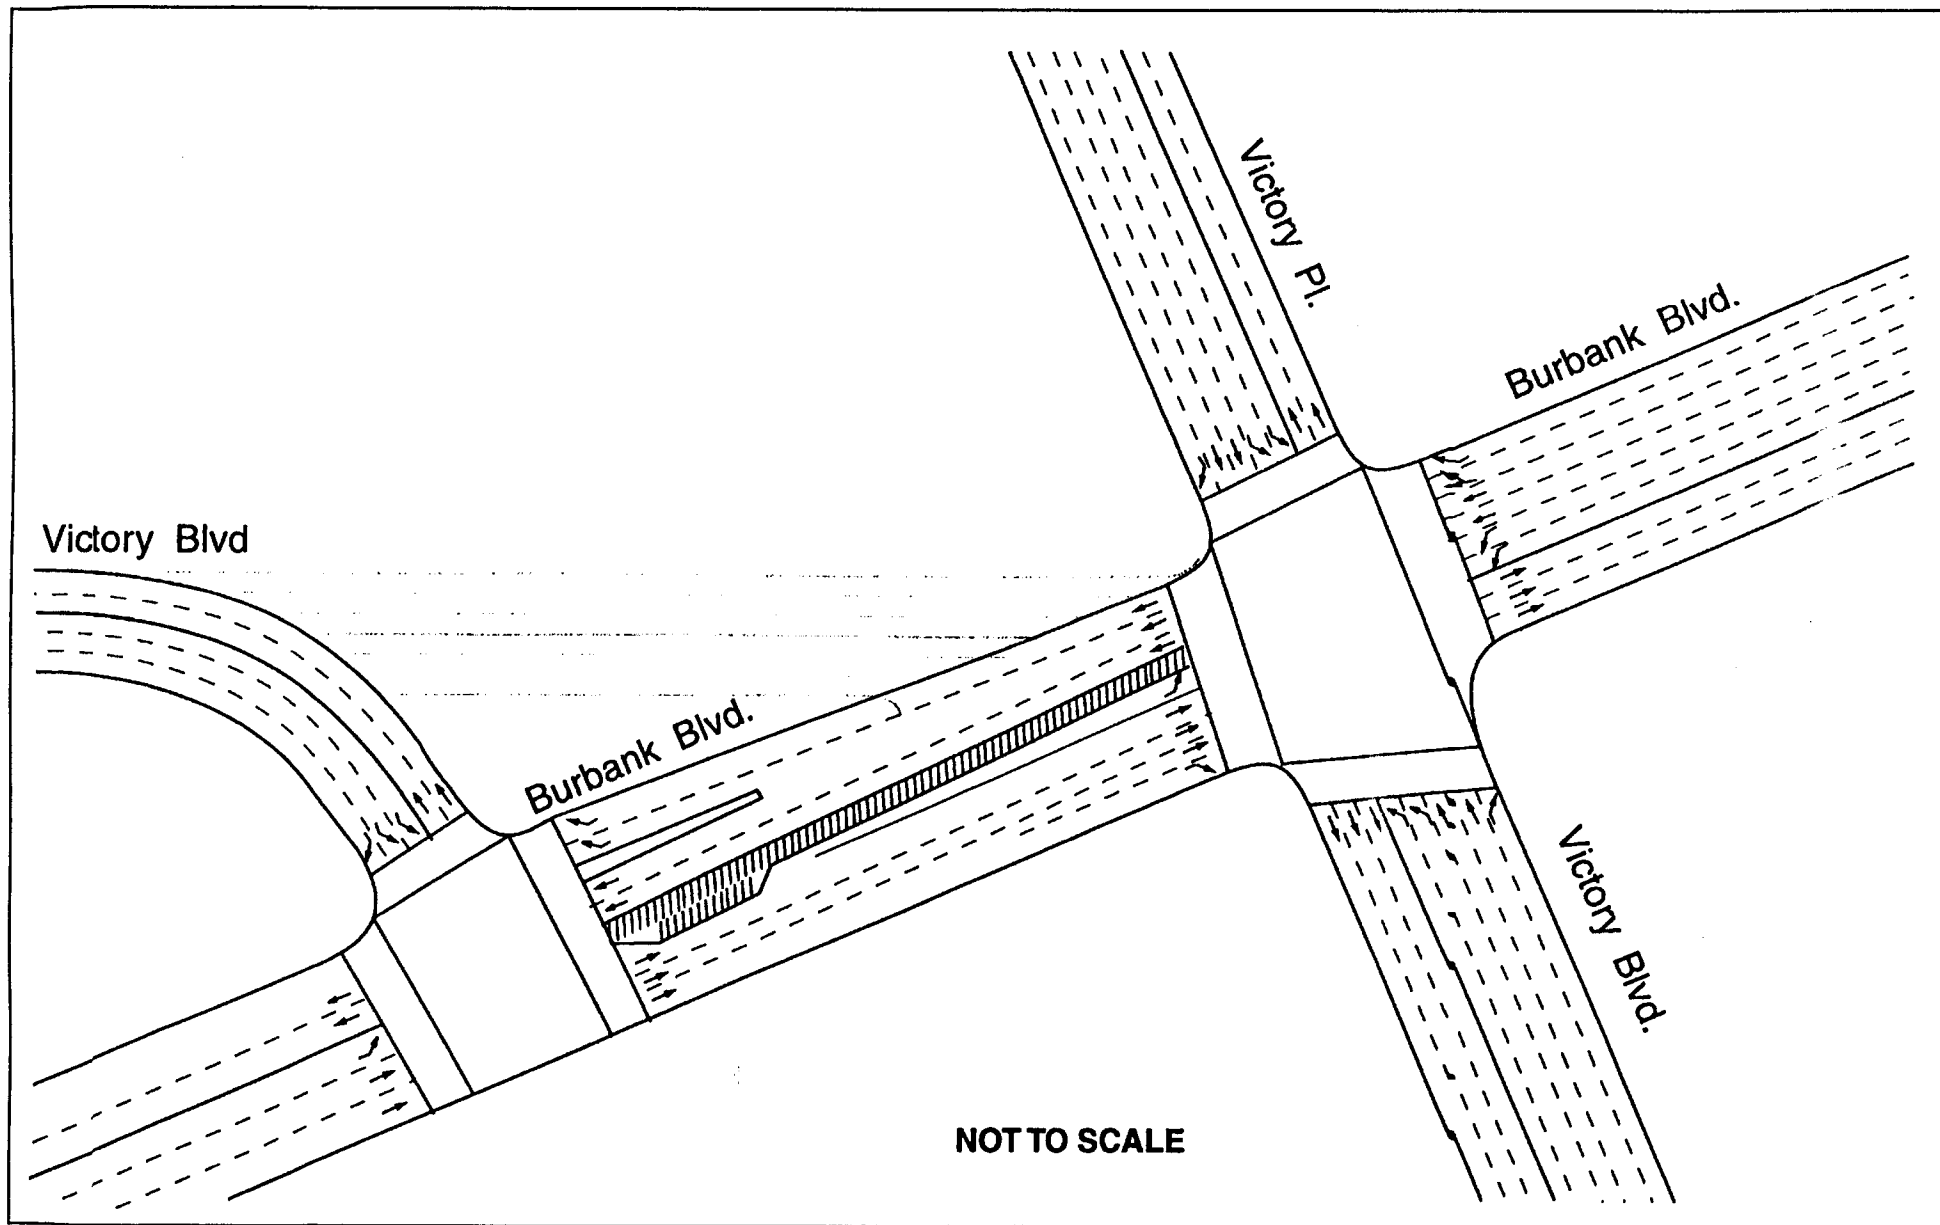 Victory Pl.
Burbank Blvd.
Victory Blvd
Burbank Blvd.
Victory Blvd.
NOT TO SCALE